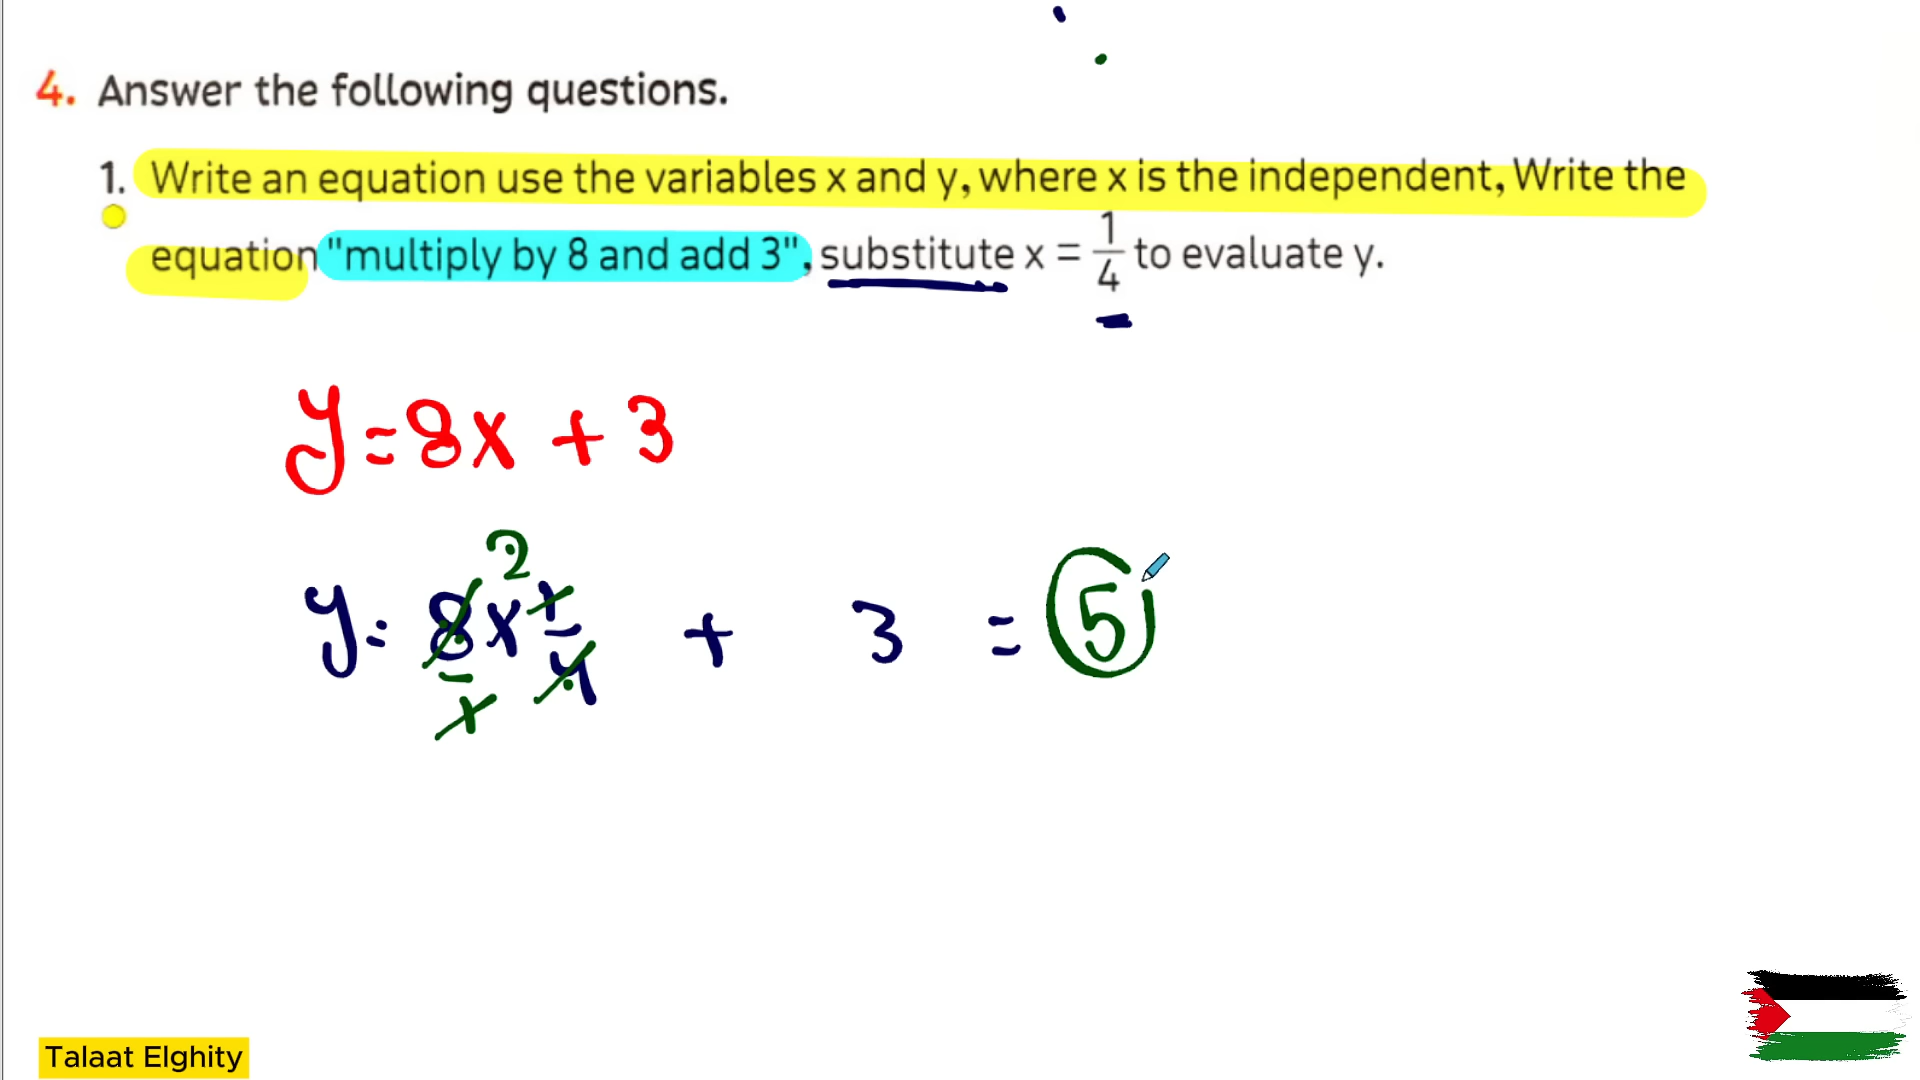 4. Answer the following questions.
1. Write an equation use the variables x and y, where x is the independent, Write the
equation "multiply by 8 and add 3", substitute x = 1/4 to evaluate y.
y = 8x + 3
2
y = 8 x 1/4 + 3 = 5
1
Talaat Elghity